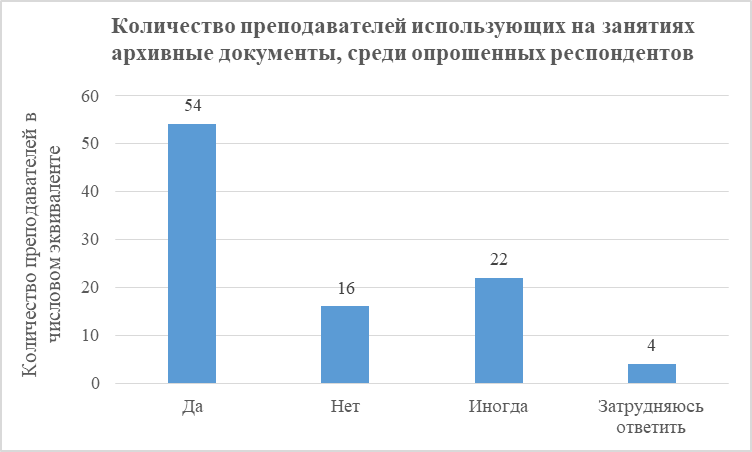 Количество преподавателей использующих на занятиях
архивные документы, среди опрошенных респондентов
Количество преподавателей в
числовом эквиваленте
60
50
40
30
20
10
0
54
16
22
4
Да
Нет
Иногда
Затрудняюсь
ответить